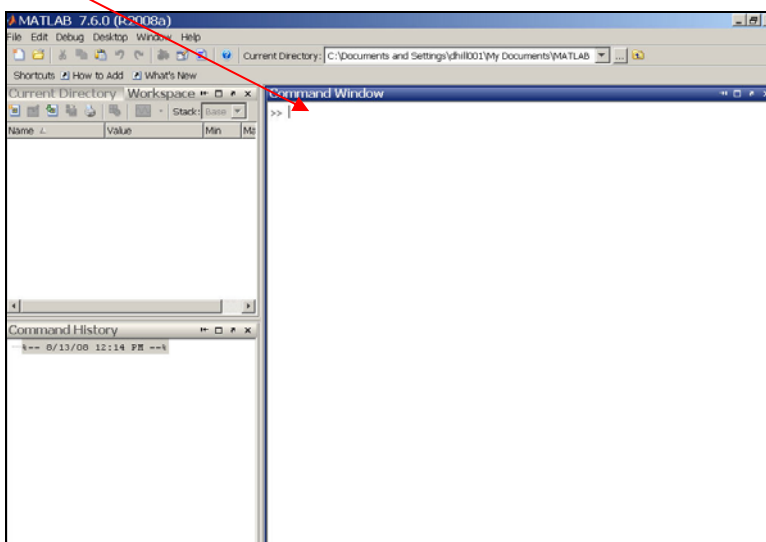 MATLAB 7.6.0 (R2008a)
File Edit Debug Desktop Window Help
Current Directory: C:\Documents and Settings\dhill001\My Documents\MATLAB ...
Shortcuts How to Add What's New
Current Directory Workspace
Stack: Base
Name Value Min Ma
Command History
%-- 8/13/08 12:14 PM --%
Command Window
>>